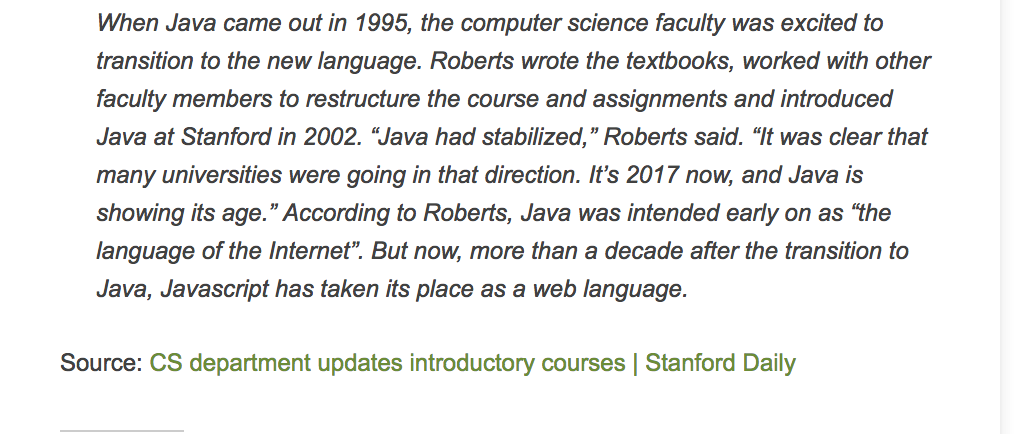 When Java came out in 1995, the computer science faculty was excited to
transition to the new language. Roberts wrote the textbooks, worked with other
faculty members to restructure the course and assignments and introduced
Java at Stanford in 2002. “Java had stabilized,” Roberts said. “It was clear that
many universities were going in that direction. It’s 2017 now, and Java is
showing its age.” According to Roberts, Java was intended early on as “the
language of the Internet”. But now, more than a decade after the transition to
Java, Javascript has taken its place as a web language.
Source: CS department updates introductory courses | Stanford Daily